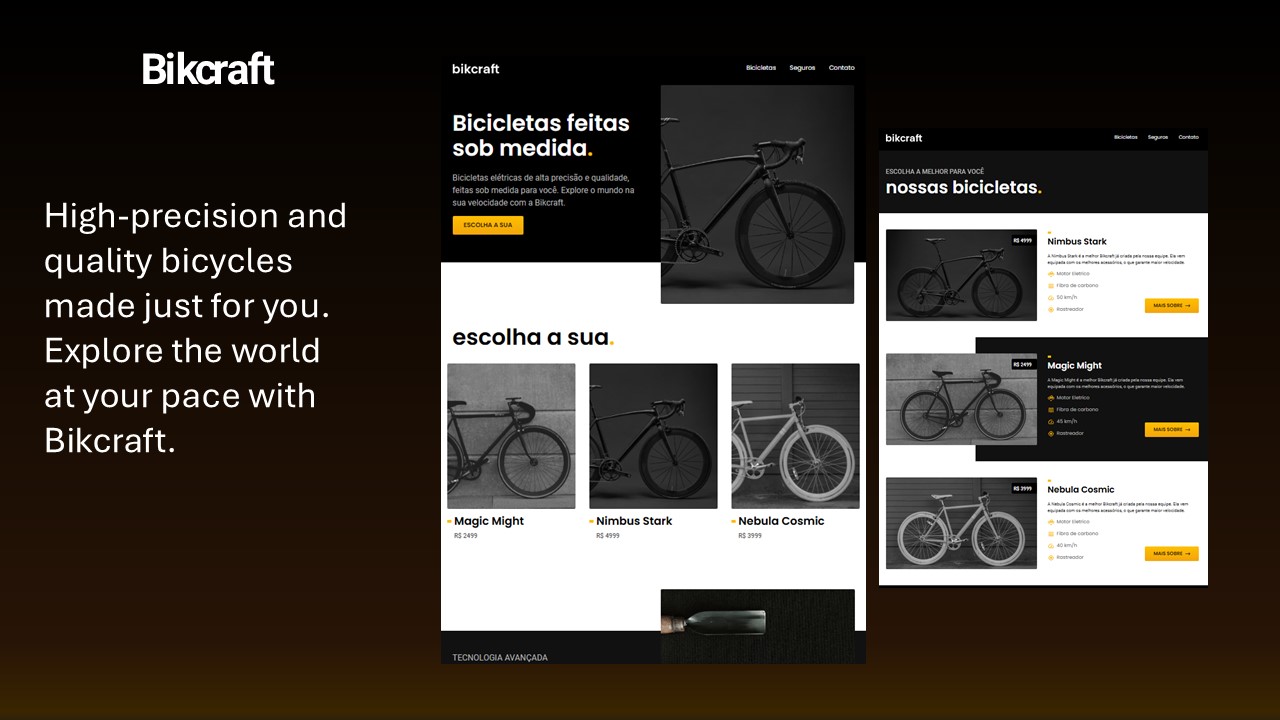 Bikcraft
High-precision and
quality bicycles
made just for you.
Explore the world
at your pace with
Bikcraft.
bikcraft
Bicicletas Seguros Contato
Bicicletas feitas
sob medida.
Bicicletas elétricas de alta precisão e qualidade,
feitas sob medida para você. Explore o mundo na
sua velocidade com a Bikcraft.
ESCOLHA A SUA
escolha a sua.
Magic Might
R$ 2499
Nimbus Stark
R$ 4999
Nebula Cosmic
R$ 3999
TECNOLOGIA AVANÇADA
bikcraft
Bicicletas Seguros Contato
ESCOLHA A MELHOR PARA VOCÊ
nossas bicicletas.
R$ 4999
Nimbus Stark
A Nimbus Stark é a melhor Bikcraft já criada pela nossa equipe. Ela vem
equipada com os melhores acessórios, o que garante maior velocidade.
Motor Eletrico
Fibra de carbono
50 km/h
Rastreador
MAIS SOBRE →
R$ 2499
Magic Might
A Magic Might é a melhor Bikcraft já criada pela nossa equipe. Ela vem
equipada com os melhores acessórios, o que garante maior velocidade.
Motor Eletrico
Fibra de carbono
45 km/h
Rastreador
MAIS SOBRE →
R$ 3999
Nebula Cosmic
A Nebula Cosmic é a melhor Bikcraft já criada pela nossa equipe. Ela vem
equipada com os melhores acessórios, o que garante maior velocidade.
Motor Eletrico
Fibra de carbono
40 km/h
Rastreador
MAIS SOBRE →